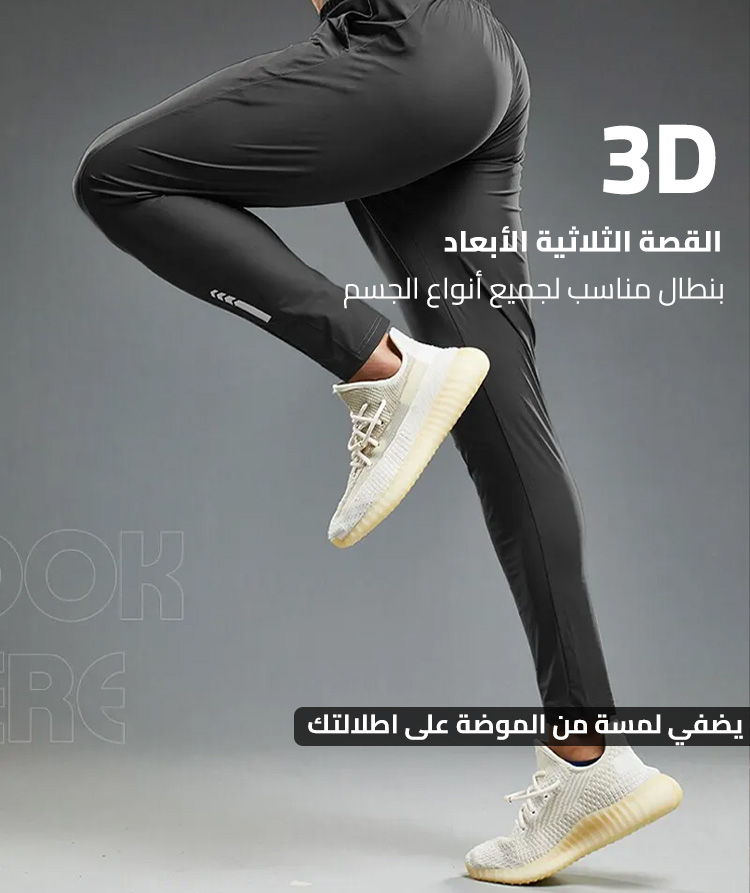 3D
القصة الثلاثية الأبعاد
بنطال مناسب لجميع أنواع الجسم
OOK
ERE
يضفي لمسة من الموضة على اطلالتك